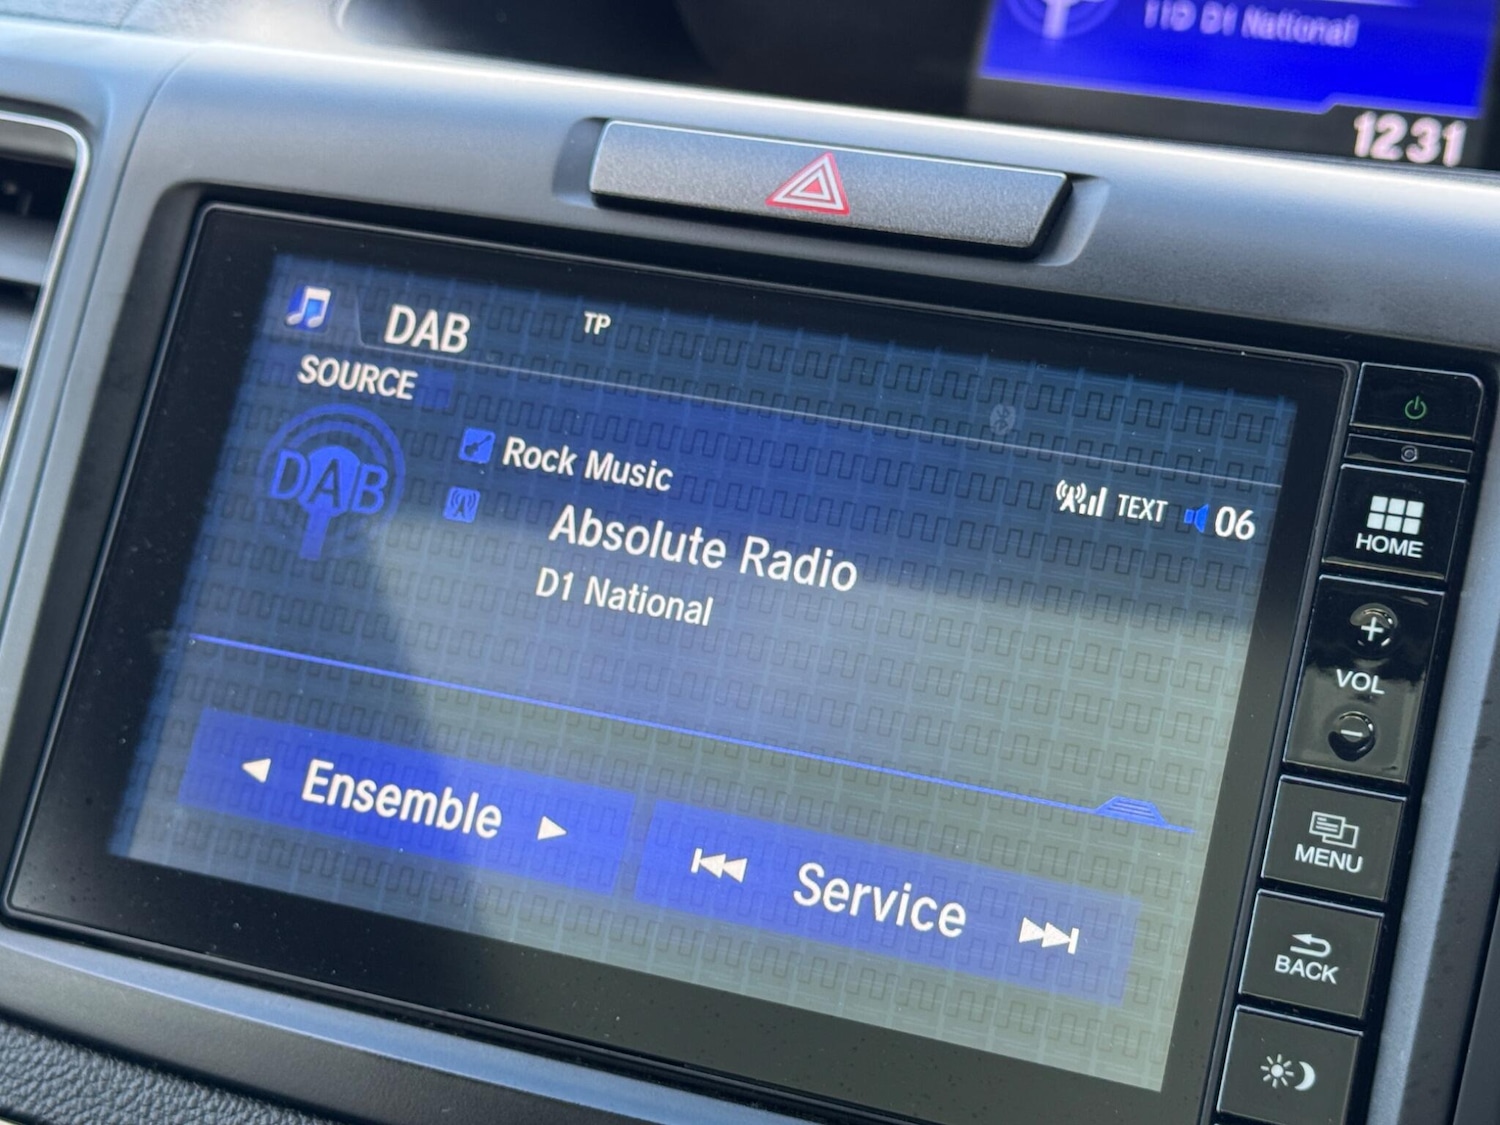 11D D1 National
1231
DAB
TP
SOURCE
DAB
Rock Music
TEXT 06
Absolute Radio
D1 National
Ensemble
Service
HOME
+
VOL
-
MENU
BACK